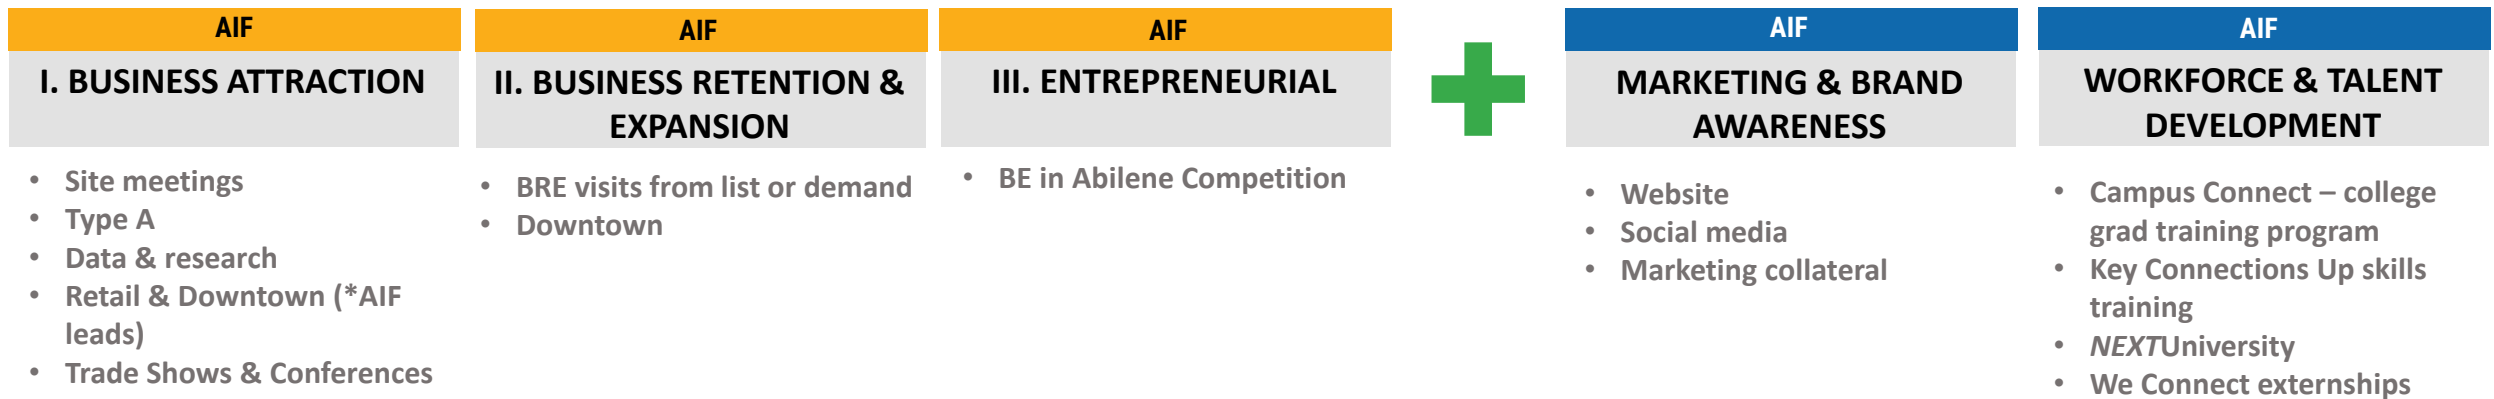 AIF
I. BUSINESS ATTRACTION
• Site meetings
• Type A
• Data & research
• Retail & Downtown (*AIF
leads)
• Trade Shows & Conferences
AIF
II. BUSINESS RETENTION &
EXPANSION
• BRE visits from list or demand
• Downtown
AIF
III. ENTREPRENEURIAL
• BE in Abilene Competition
AIF
MARKETING & BRAND
AWARENESS
• Website
• Social media
• Marketing collateral
AIF
WORKFORCE & TALENT
DEVELOPMENT
• Campus Connect – college
grad training program
• Key Connections Up skills
training
• NEXTUniversity
• We Connect externships